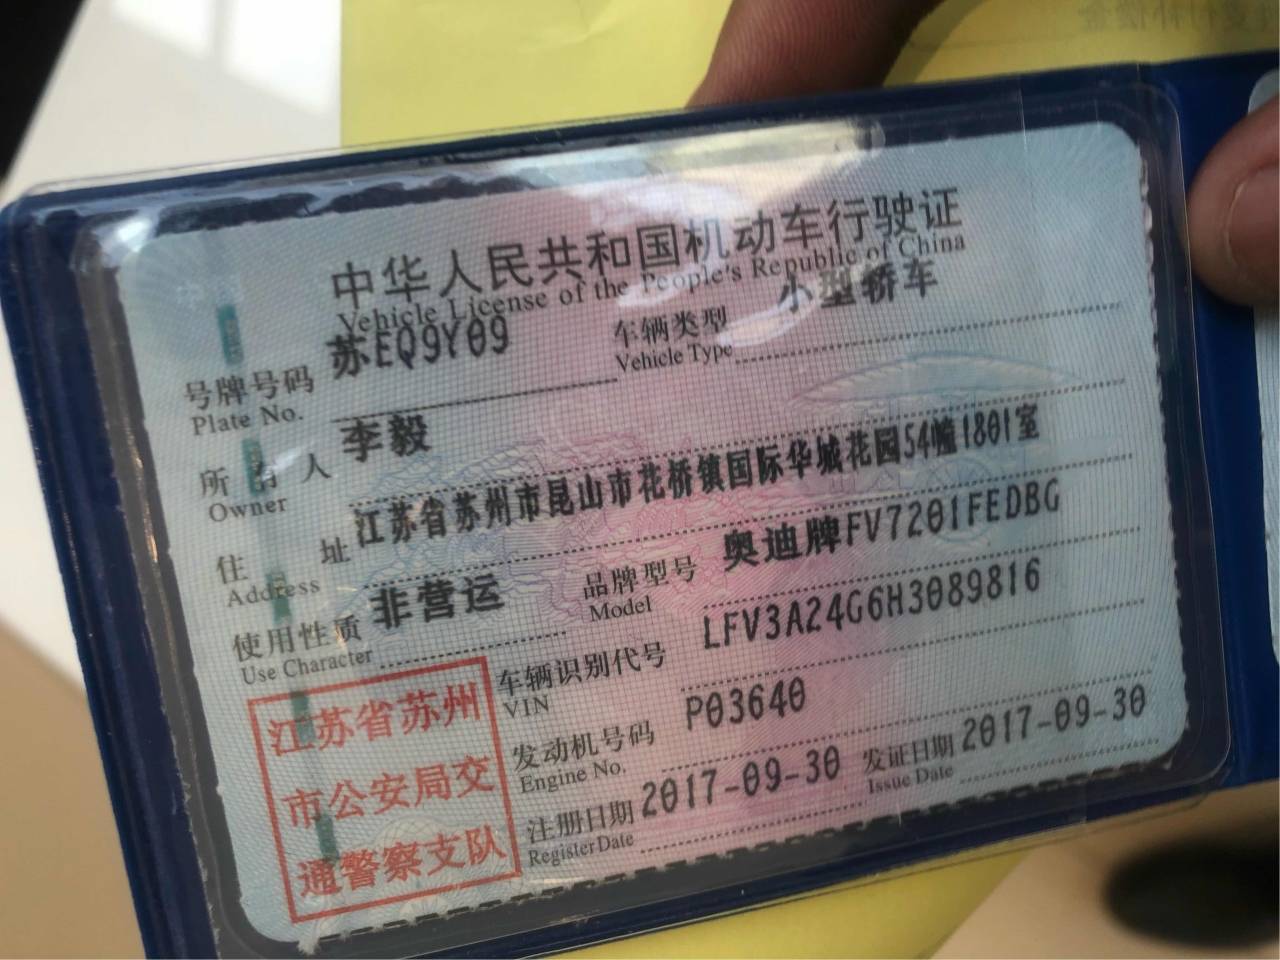 中华人民共和国机动车行驶证
Vehicle License of the People's Republic of China
号牌号码 苏EQ9Y09 车辆类型 小型轿车
Plate No. Vehicle Type
所有人 李毅
Owner
住址 江苏省苏州市昆山市花桥镇国际华城花园54幢1801室
Address
使用性质 非营运 品牌型号 奥迪牌FV7201FEDBG
Use Character Model
车辆识别代号 LFV3A24G6H3089816
VIN
发动机号码 P03640
Engine No.
注册日期 2017-09-30 发证日期 2017-09-30
Register Date Issue Date
江苏省苏州
市公安局交
通警察支队